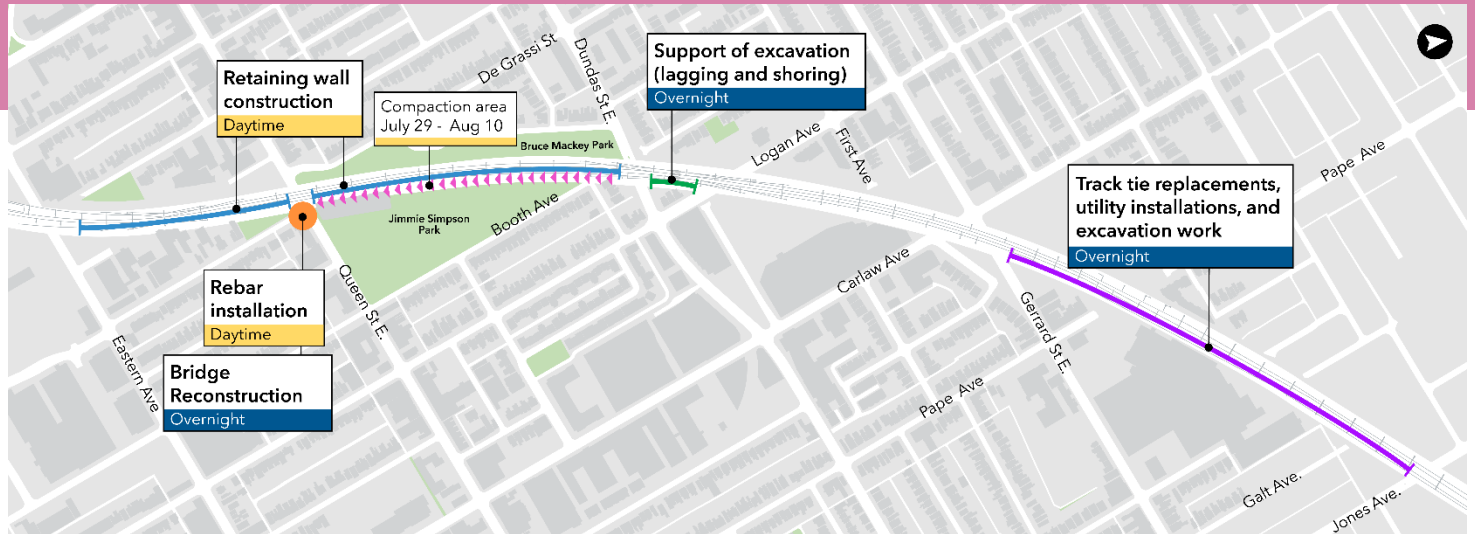 De Grassi St
Dundas St E.
Support of excavation
(lagging and shoring)
Overnight
Retaining wall
construction
Daytime
Compaction area
July 29 - Aug 10
Bruce Mackey Park
Logan Ave
First Ave
Pape Ave
Track tie replacements,
utility installations, and
excavation work
Overnight
Jimmie Simpson
Park
Booth Ave
Carlaw Ave
Queen St E.
Gerrard St E.
Rebar
installation
Daytime
Bridge
Reconstruction
Overnight
Eastern Ave
Pape Ave
Galt Ave.
Jones Ave.